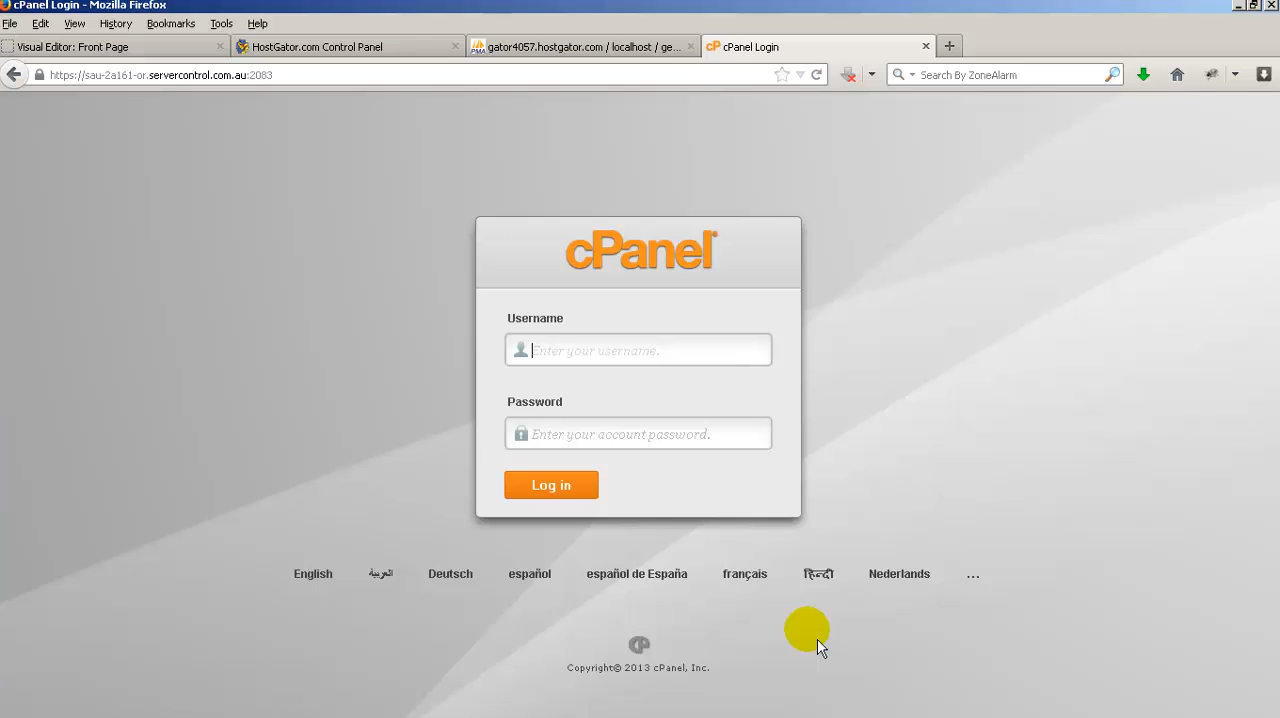 cPanel Login - Mozilla Firefox
File Edit View History Bookmarks Tools Help
Visual Editor: Front Page
HostGator.com Control Panel
PMA gator4057.hostgator.com / localhost / ge...
cP cPanel Login
https://sau-2a161-or.servercontrol.com.au:2083
Search By ZoneAlarm
cPanel®
Username
Enter your username.
Password
Enter your account password.
Log in
English العربية Deutsch español español de España français हिन्दी Nederlands ...
cP
Copyright© 2013 cPanel, Inc.